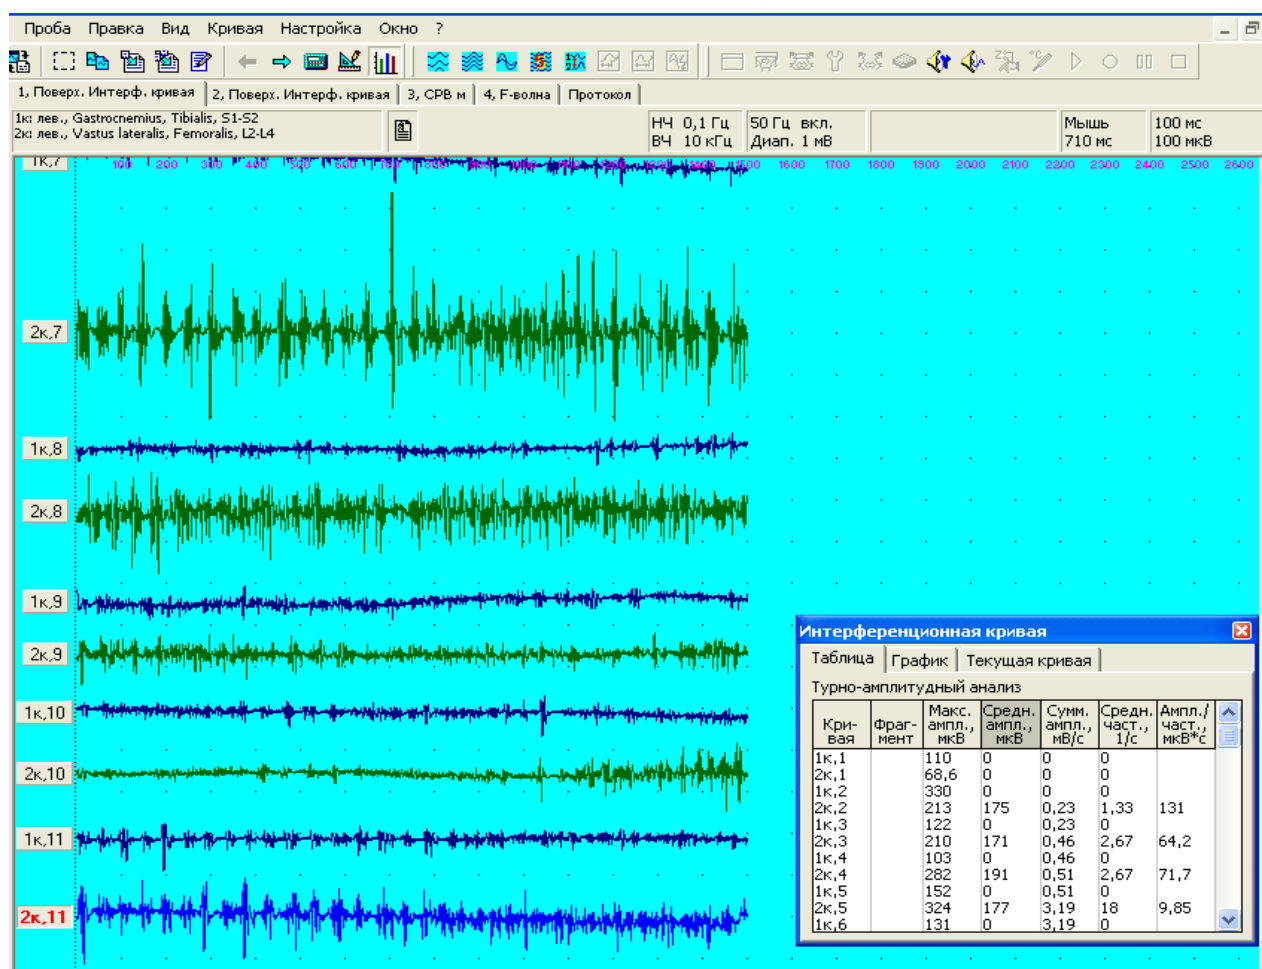 Проба Правка Вид Кривая Настройка Окно ?
1, Поверх. Интерф. кривая 2, Поверх. Интерф. кривая 3, СРВ м 4, F-волна Протокол
1к: лев., Gastrocnemius, Tibialis, S1-S2
2к: лев., Vastus lateralis, Femoralis, L2-L4
НЧ 0,1 Гц
ВЧ 10 кГц
50 Гц вкл.
Диап. 1 мВ
Мышь
710 мс
100 мс
100 мкВ
1к,7
100 200 300 400 500 600 700 800 1500 1600 1700 1800 1900 2000 2100 2200 2300 2400 2500 2600
2к,7
1к,8
2к,8
1к,9
2к,9
1к,10
2к,10
1к,11
2к,11
Интерференционная кривая
Таблица График Текущая кривая
Турно-амплитудный анализ
Кри- Фраг- Макс. Средн. Сумм. Средн. Ампл./
вая мент ампл., ампл., ампл., част., част.,
мкВ мкВ мВ/с 1/с мкВ*с
1к,1 110 0 0 0
2к,1 68,6 0 0 0
1к,2 330 0 0 0
2к,2 213 175 0,23 1,33 131
1к,3 122 0 0,23 0
2к,3 210 171 0,46 2,67 64,2
1к,4 103 0 0,46 0
2к,4 282 191 0,51 2,67 71,7
1к,5 152 0 0,51 0
2к,5 324 177 3,19 18 9,85
1к,6 131 0 3,19 0